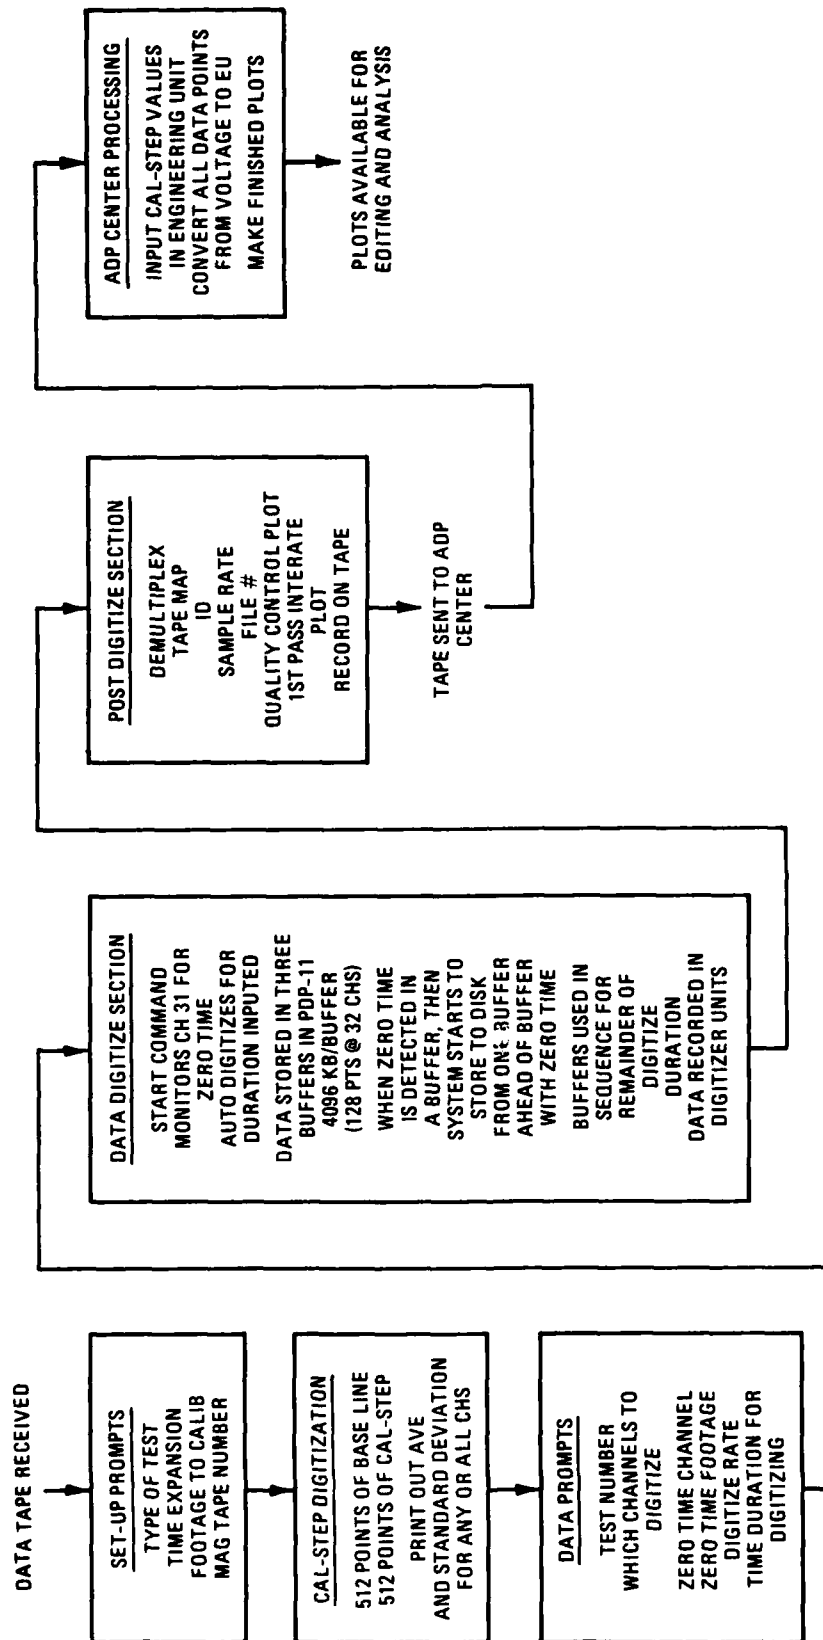 DATA TAPE RECEIVED
SET-UP PROMPTS
TYPE OF TEST
TIME EXPANSION
FOOTAGE TO CALIB
MAG TAPE NUMBER
CAL-STEP DIGITIZATION
512 POINTS OF BASE LINE
512 POINTS OF CAL-STEP
PRINT OUT AVE
AND STANDARD DEVIATION
FOR ANY OR ALL CHS
DATA PROMPTS
TEST NUMBER
WHICH CHANNELS TO
DIGITIZE
ZERO TIME CHANNEL
ZERO TIME FOOTAGE
DIGITIZE RATE
TIME DURATION FOR
DIGITIZING
DATA DIGITIZE SECTION
START COMMAND
MONITORS CH 31 FOR
ZERO TIME
AUTO DIGITIZES FOR
DURATION INPUTED
DATA STORED IN THREE
BUFFERS IN PDP-11
4096 KB/BUFFER
(128 PTS @ 32 CHS)
WHEN ZERO TIME
IS DETECTED IN
A BUFFER, THEN
SYSTEM STARTS TO
STORE TO DISK
FROM ONE BUFFER
AHEAD OF BUFFER
WITH ZERO TIME
BUFFERS USED IN
SEQUENCE FOR
REMAINDER OF
DIGITIZE
DURATION
DATA RECORDED IN
DIGITIZER UNITS
POST DIGITIZE SECTION
DEMULTIPLEX
TAPE MAP
ID
SAMPLE RATE
FILE #
QUALITY CONTROL PLOT
1ST PASS INTERATE
PLOT
RECORD ON TAPE
TAPE SENT TO ADP
CENTER
ADP CENTER PROCESSING
INPUT CAL-STEP VALUES
IN ENGINEERING UNIT
CONVERT ALL DATA POINTS
FROM VOLTAGE TO EU
MAKE FINISHED PLOTS
PLOTS AVAILABLE FOR
EDITING AND ANALYSIS